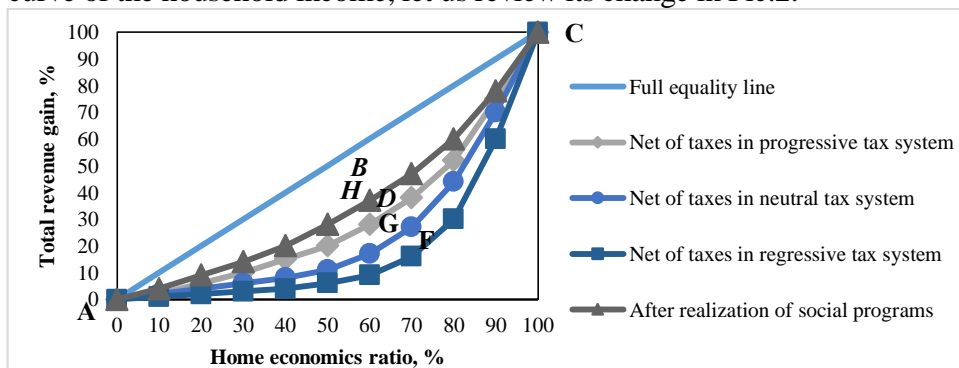 curve of the household income, let us review its change in Pic.2.
100
90
80
70
60
50
40
30
20
10
0
Total revenue gain, %
A
B
H
D
G
F
C
0 10 20 30 40 50 60 70 80 90 100
Home economics ratio, %
Full equality line
Net of taxes in progressive tax system
Net of taxes in neutral tax system
Net of taxes in regressive tax system
After realization of social programs